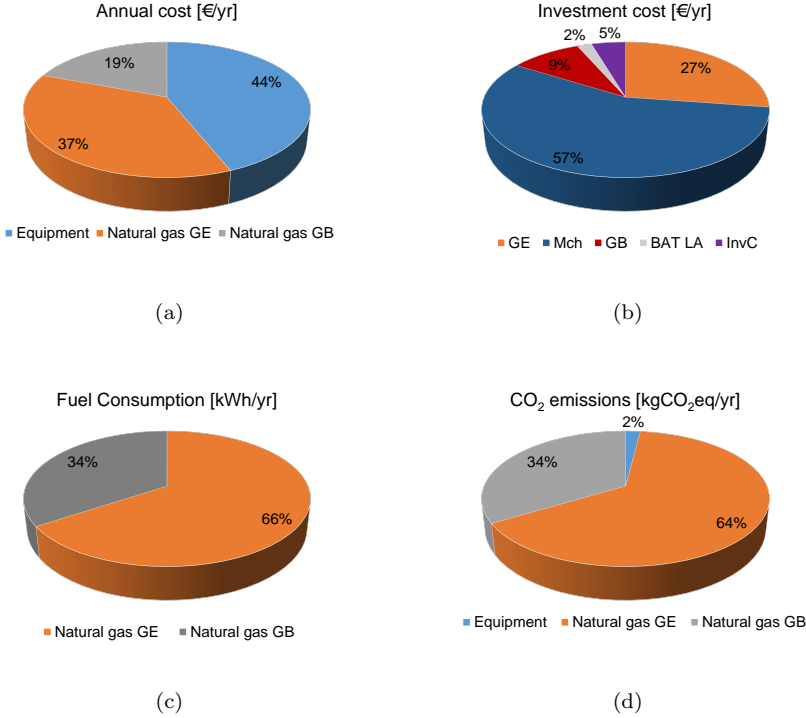 Annual cost [€/yr]
19%
44%
37%
Equipment Natural gas GE Natural gas GB
(a)
Investment cost [€/yr]
2%
5%
9%
27%
57%
GE Mch GB BAT LA InvC
(b)
Fuel Consumption [kWh/yr]
34%
66%
Natural gas GE Natural gas GB
(c)
CO₂ emissions [kgCO₂eq/yr]
2%
34%
64%
Equipment Natural gas GE Natural gas GB
(d)